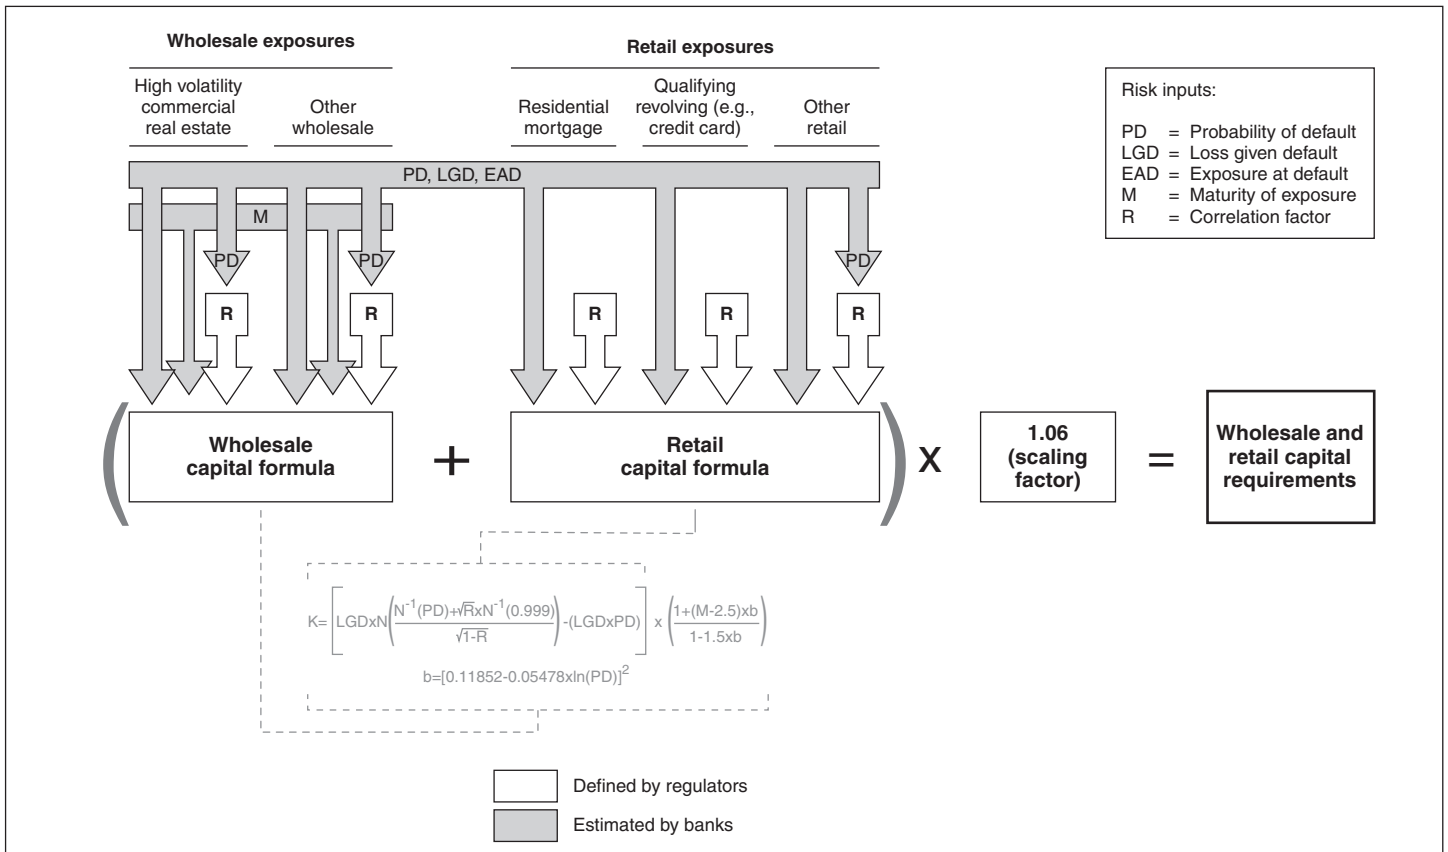 Wholesale exposures
High volatility
commercial
real estate
Other
wholesale
Retail exposures
Residential
mortgage
Qualifying
revolving (e.g.,
credit card)
Other
retail
Risk inputs:
PD = Probability of default
LGD = Loss given default
EAD = Exposure at default
M = Maturity of exposure
R = Correlation factor
PD, LGD, EAD
M
PD
PD
PD
R
R
R
R
R
(
Wholesale
capital formula
+
Retail
capital formula
)
X
1.06
(scaling
factor)
=
Wholesale and
retail capital
requirements
K= [LGDxN((N⁻¹(PD)+√RxN⁻¹(0.999))/√1-R)-(LGDxPD)] x ((1+(M-2.5)xb)/(1-1.5xb))
b=[0.11852-0.05478xln(PD)]²
Defined by regulators
Estimated by banks